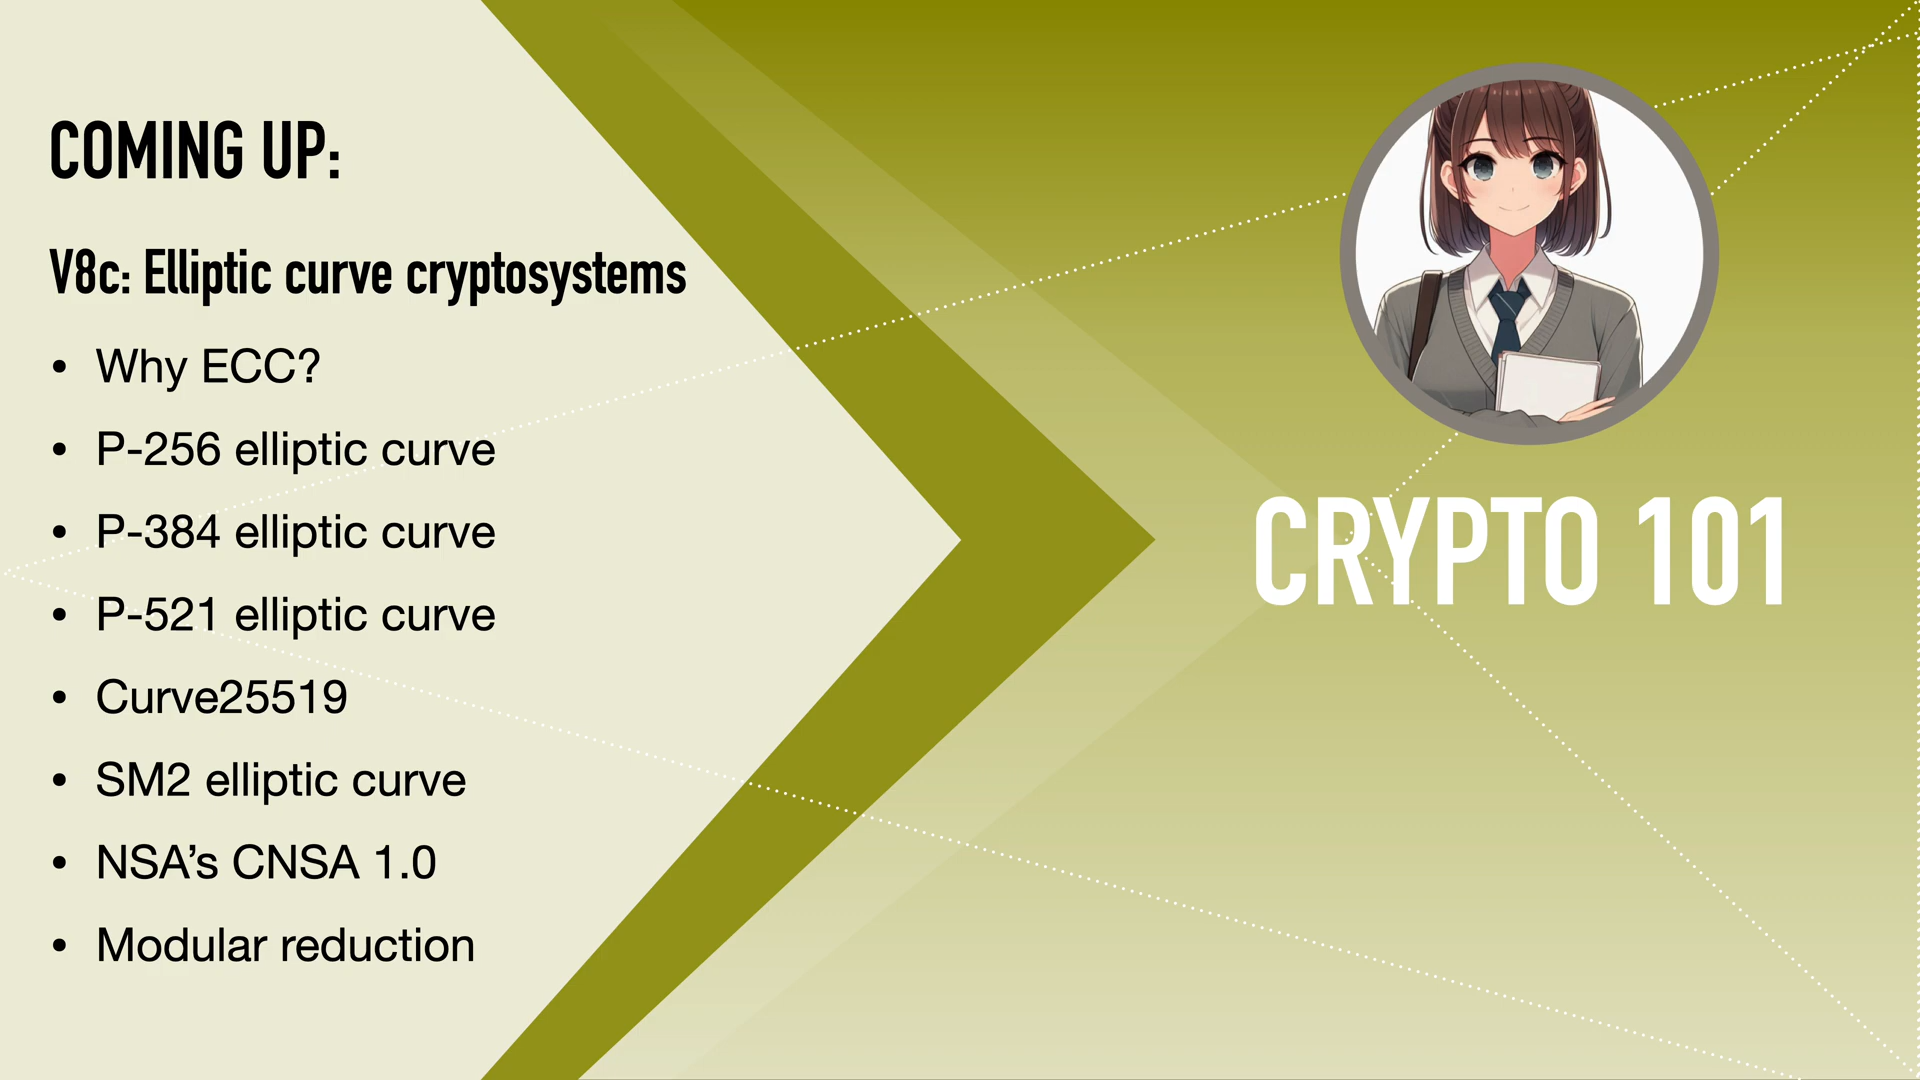 COMING UP:
V8c: Elliptic curve cryptosystems
• Why ECC?
• P-256 elliptic curve
• P-384 elliptic curve
• P-521 elliptic curve
• Curve25519
• SM2 elliptic curve
• NSA’s CNSA 1.0
• Modular reduction
CRYPTO 101